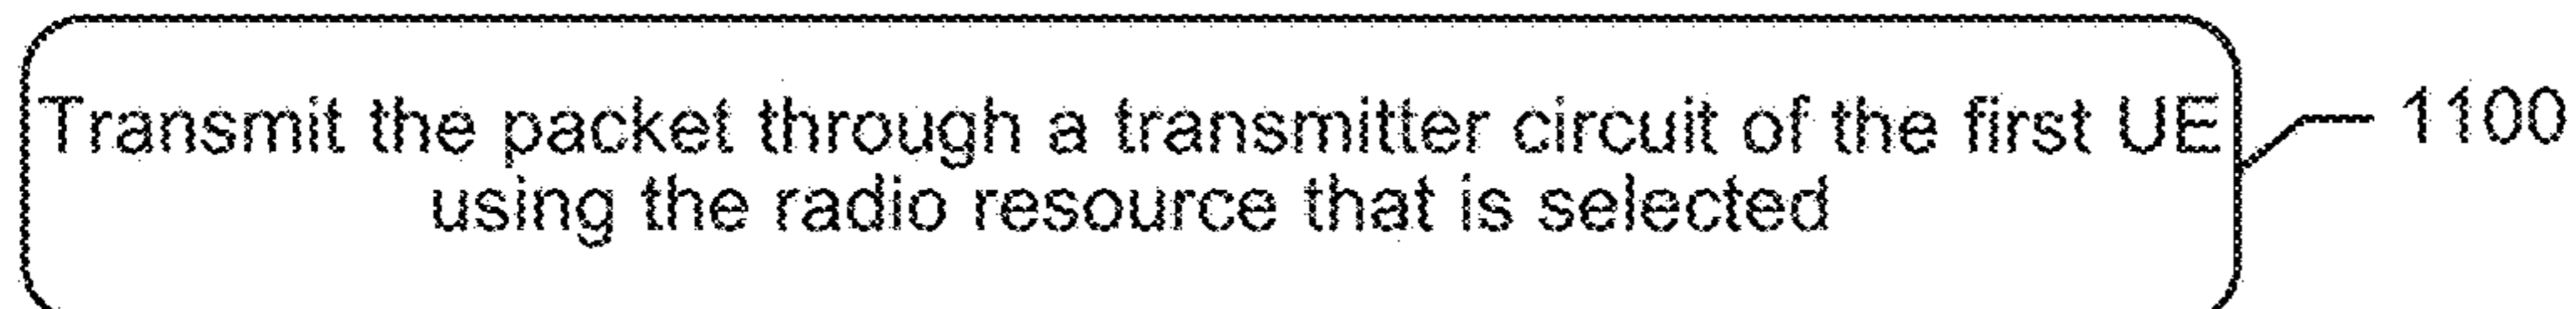 Transmit the packet through a transmitter circuit of the first UE
using the radio resource that is selected
1100